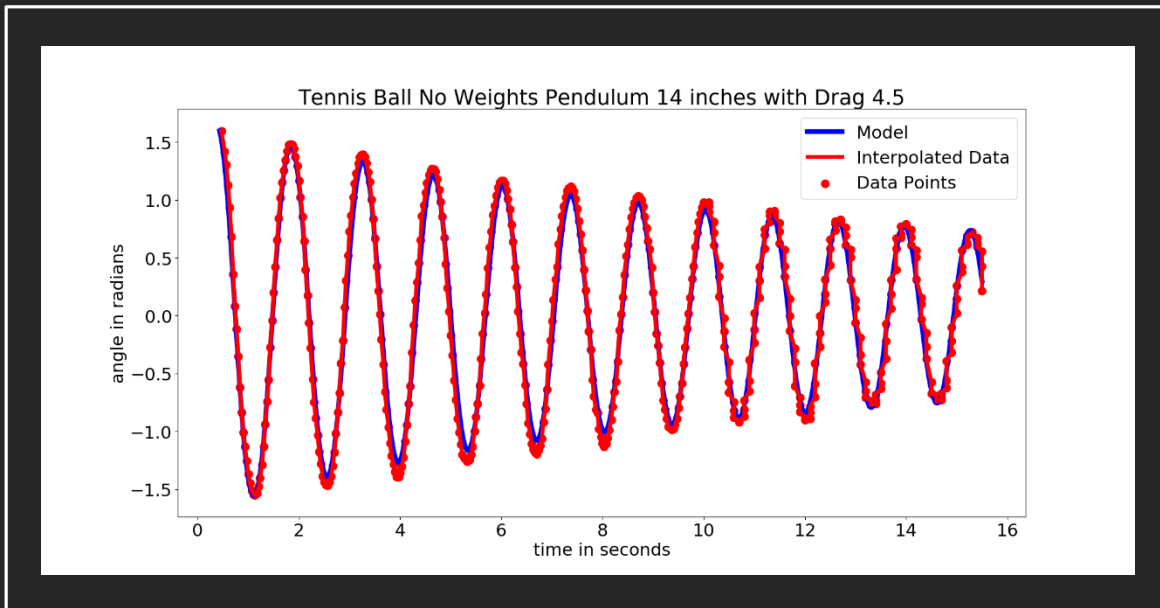 Tennis Ball No Weights Pendulum 14 inches with Drag 4.5
Model
Interpolated Data
Data Points
angle in radians
1.5
1.0
0.5
0.0
−0.5
−1.0
−1.5
0 2 4 6 8 10 12 14 16
time in seconds